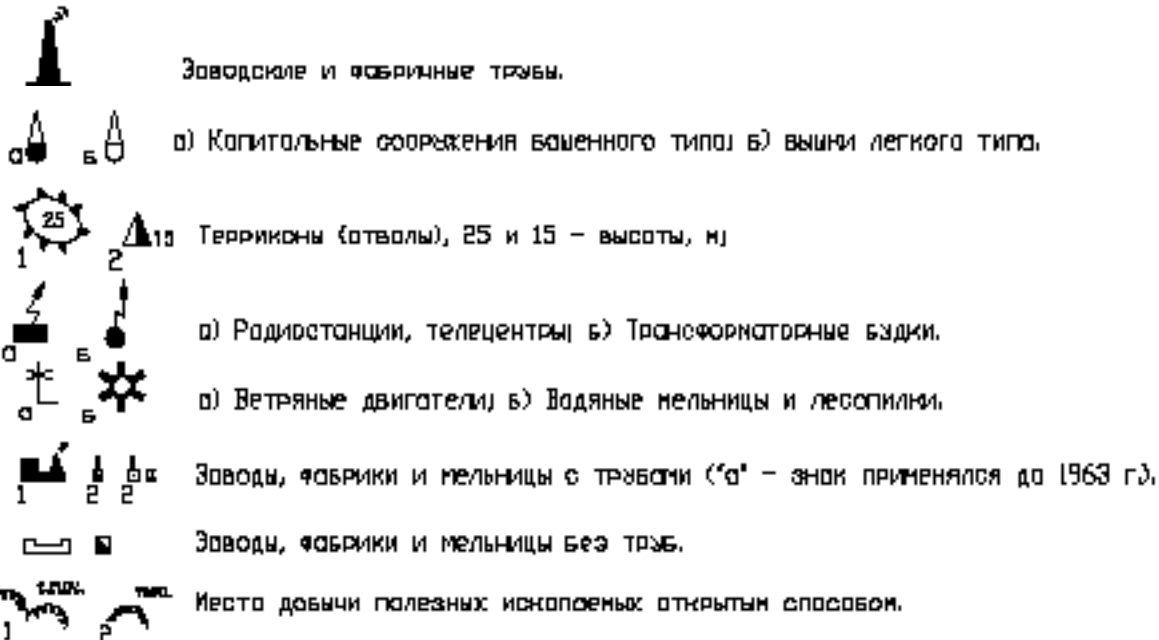 Заводские и фабричные трубы.
а б а) Капитальные сооружения башенного типа; б) вышки легкого типа.
25 1 2 15 Терриконы (отвалы), 25 и 15 - высоты, м;
а б а) Радиостанции, телецентры; б) Трансформаторные будки.
а б а) Ветряные двигатели; б) Водяные мельницы и лесопилки.
1 2 2 а Заводы, фабрики и мельницы с трубами ("а" - знак применялся до 1963 г.).
Заводы, фабрики и мельницы без труб.
1 2 Место добычи полезных ископаемых открытым способом.